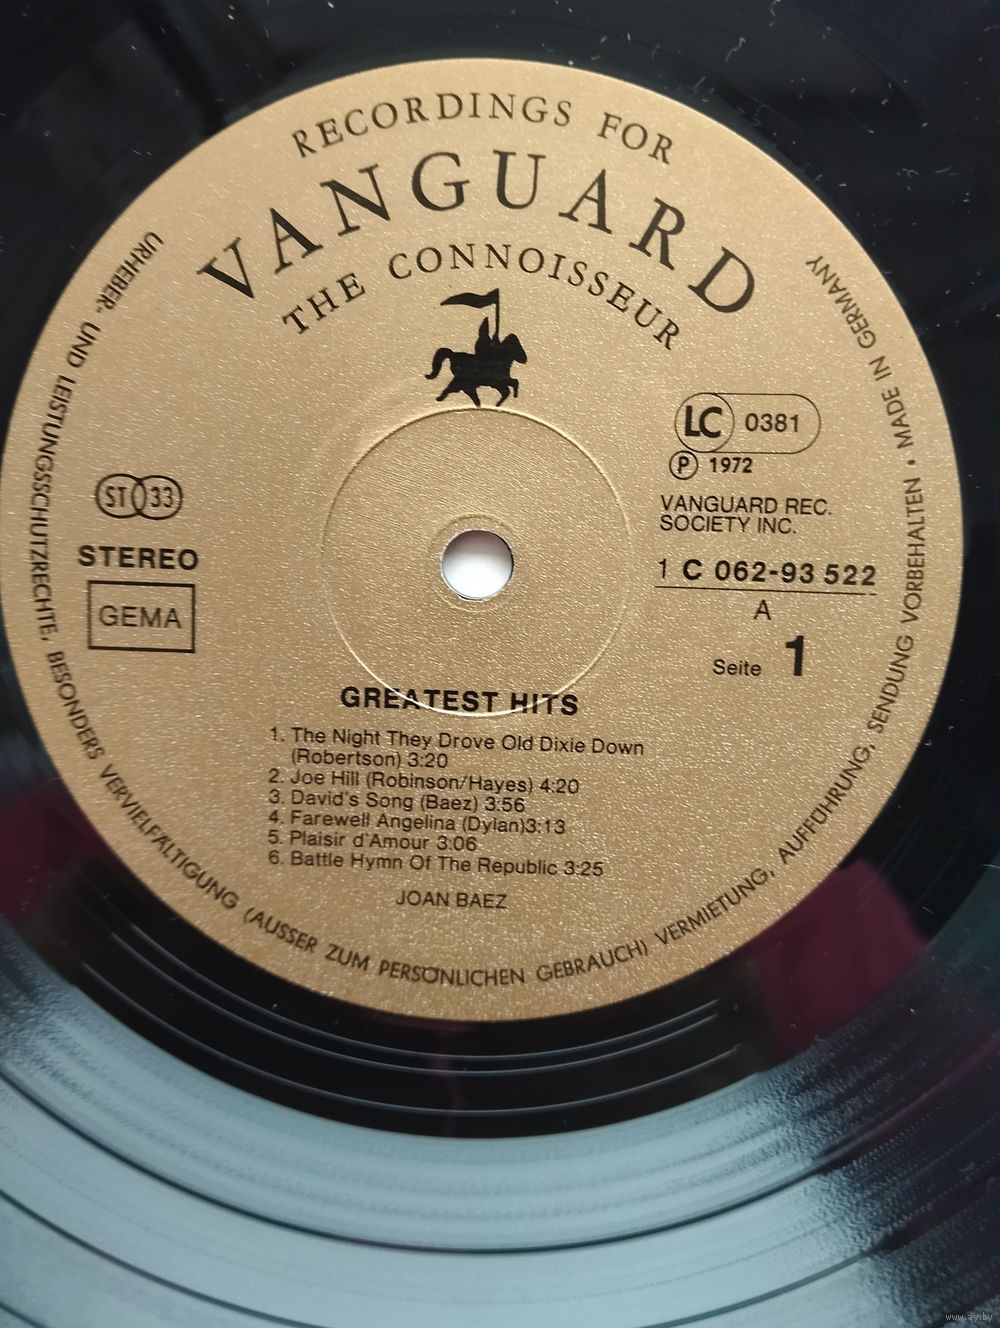 RECORDINGS FOR
VANGUARD
THE CONNOISSEUR
URHEBER- UND LEISTUNGSSCHUTZRECHTE, BESONDERS VERVIELFÄLTIGUNG (AUSSER ZUM PERSÖNLICHEN GEBRAUCH) VERMIETUNG, AUFFÜHRUNG, SENDUNG VORBEHALTEN • MADE IN GERMANY
LC 0381
Ⓟ 1972
VANGUARD REC.
SOCIETY INC.
1 C 062-93 522
A
Seite 1
ST 33
STEREO
GEMA
GREATEST HITS
1. The Night They Drove Old Dixie Down
(Robertson) 3:20
2. Joe Hill (Robinson/Hayes) 4:20
3. David's Song (Baez) 3:56
4. Farewell Angelina (Dylan)3:13
5. Plaisir d'Amour 3:06
6. Battle Hymn Of The Republic 3:25
JOAN BAEZ
www.ay.by